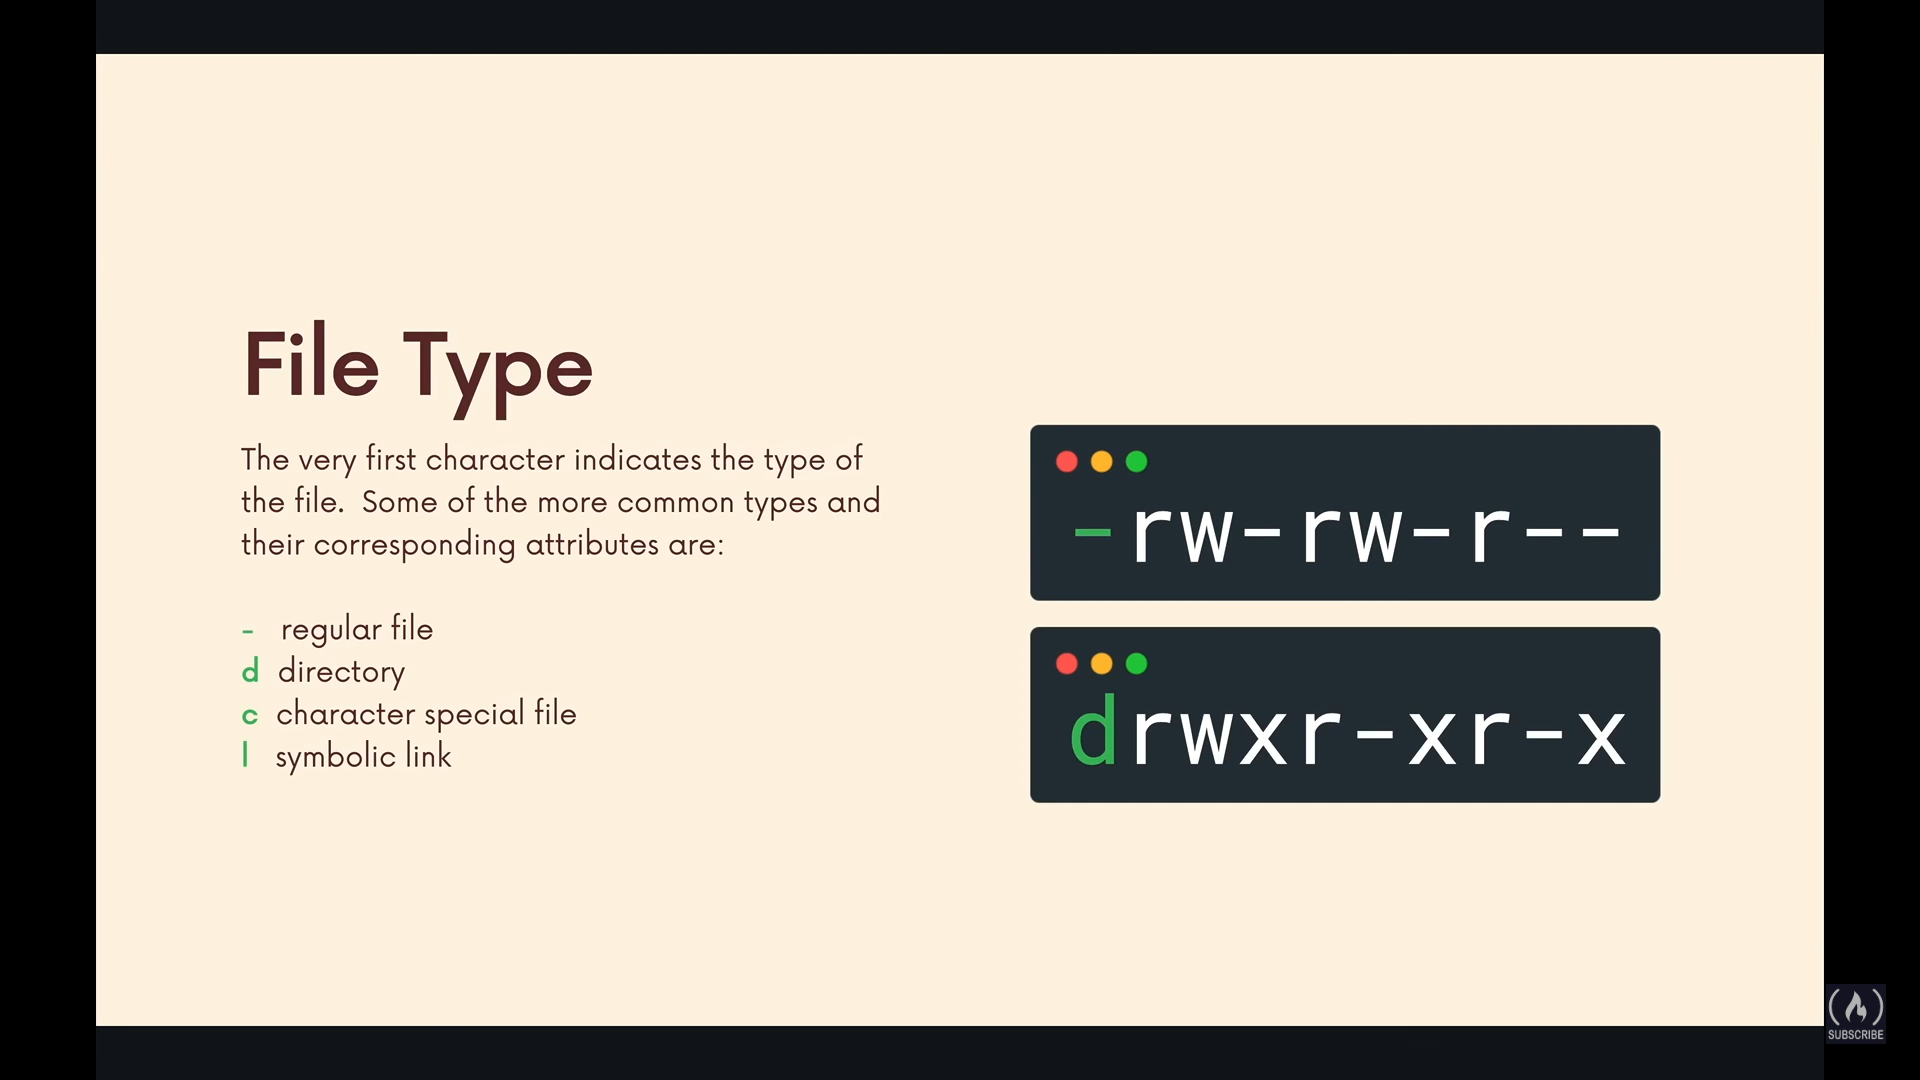 File Type
The very first character indicates the type of
the file.  Some of the more common types and
their corresponding attributes are:
- regular file
d directory
c character special file
l symbolic link
-rw-rw-r--
drwxr-xr-x
SUBSCRIBE